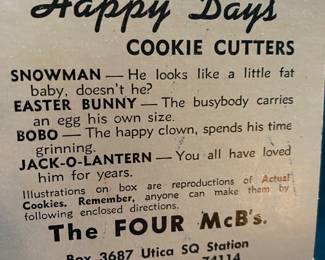 Happy Days
COOKIE CUTTERS
SNOWMAN — He looks like a little fat
baby, doesn't he?
EASTER BUNNY — The busybody carries
an egg his own size.
BOBO — The happy clown, spends his time
grinning.
JACK-O-LANTERN — You all have loved
him for years.
Illustrations on box are reproductions of Actual
Cookies. Remember, anyone can make them by
following enclosed directions.
The FOUR McB's.
Box 3687 Utica SQ Station
74114